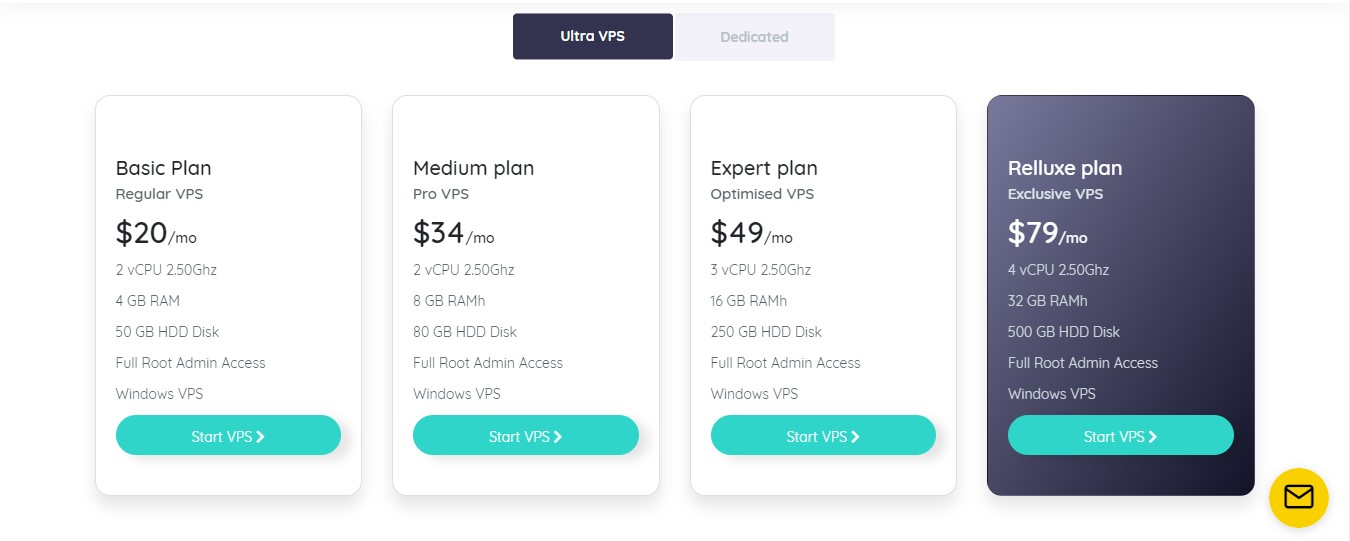 Ultra VPS
Dedicated
Basic Plan
Regular VPS
$20/mo
2 vCPU 2.50Ghz
4 GB RAM
50 GB HDD Disk
Full Root Admin Access
Windows VPS
Start VPS
Medium plan
Pro VPS
$34/mo
2 vCPU 2.50Ghz
8 GB RAMh
80 GB HDD Disk
Full Root Admin Access
Windows VPS
Start VPS
Expert plan
Optimised VPS
$49/mo
3 vCPU 2.50Ghz
16 GB RAMh
250 GB HDD Disk
Full Root Admin Access
Windows VPS
Start VPS
Relluxe plan
Exclusive VPS
$79/mo
4 vCPU 2.50Ghz
32 GB RAMh
500 GB HDD Disk
Full Root Admin Access
Windows VPS
Start VPS